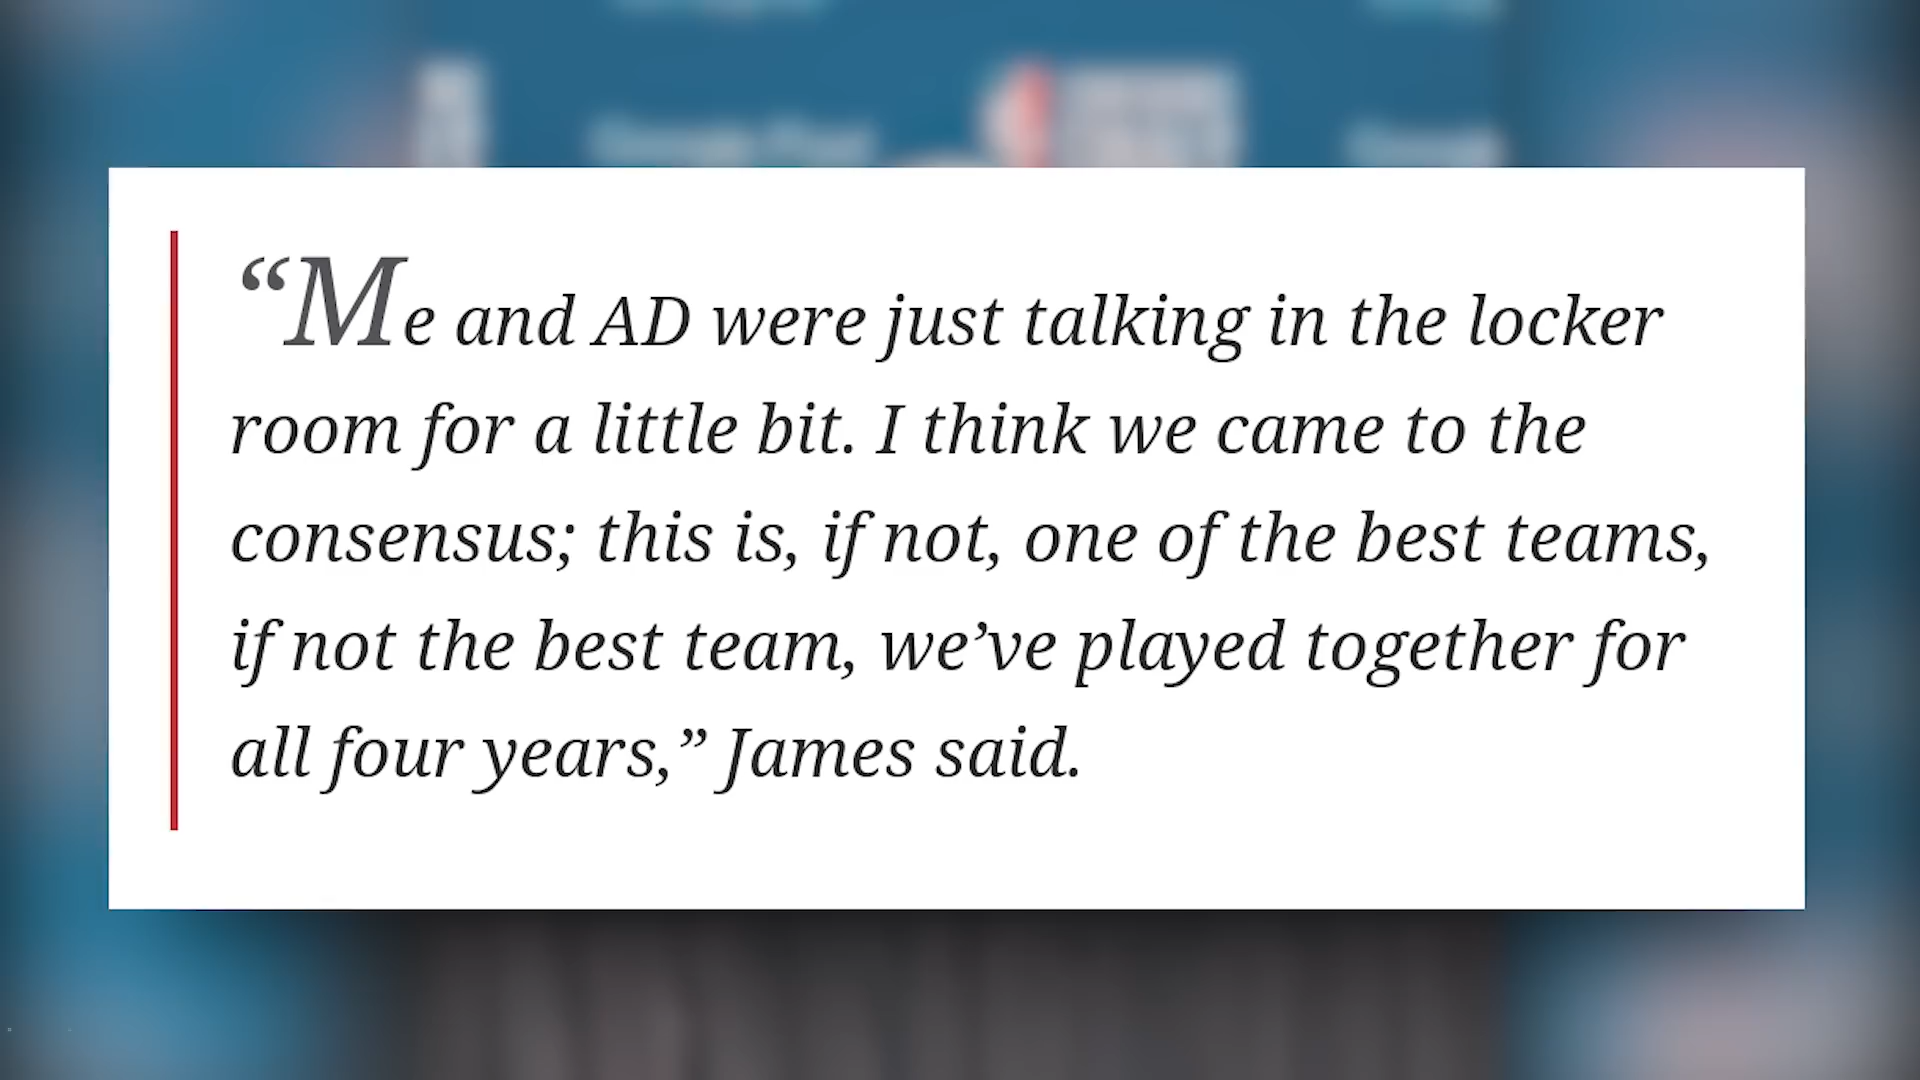 “Me and AD were just talking in the locker
room for a little bit. I think we came to the
consensus; this is, if not, one of the best teams,
if not the best team, we’ve played together for
all four years,” James said.